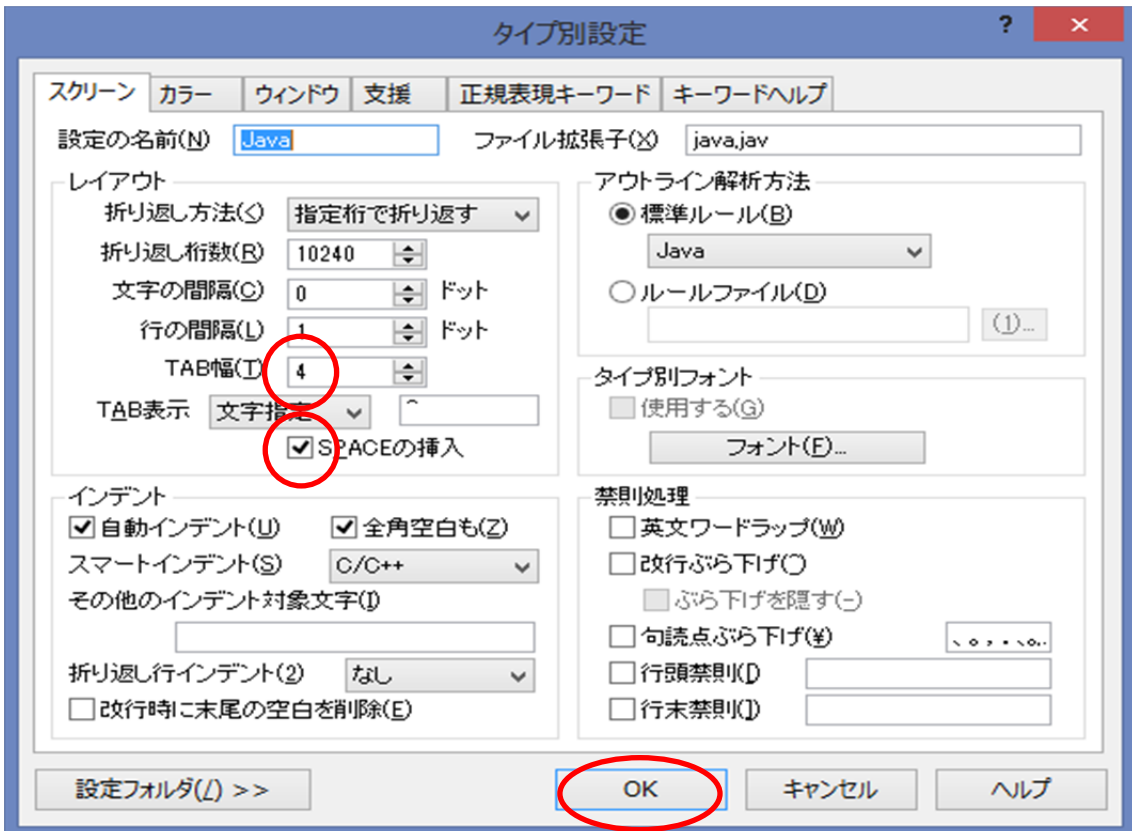 タイプ別設定
? ×
スクリーン カラー ウィンドウ 支援 正規表現キーワード キーワードヘルプ
設定の名前(N) Java ファイル拡張子(X) java,jav
レイアウト
折り返し方法(<) 指定桁で折り返す
折り返し桁数(R) 10240
文字の間隔(C) 0 ドット
行の間隔(L) 1 ドット
TAB幅(T) 4
TAB表示 文字指定 ^
SPACEの挿入
アウトライン解析方法
標準ルール(B)
Java
ルールファイル(D)
(1)...
タイプ別フォント
使用する(G)
フォント(F)...
インデント
自動インデント(U) 全角空白も(Z)
スマートインデント(S) C/C++
その他のインデント対象文字(I)
折り返し行インデント(2) なし
改行時に末尾の空白を削除(E)
禁則処理
英文ワードラップ(W)
改行ぶら下げ(')
ぶら下げを隠す(-)
句読点ぶら下げ(¥)
行頭禁則([)
行末禁則(])
設定フォルダ(/) >> OK キャンセル ヘルプ